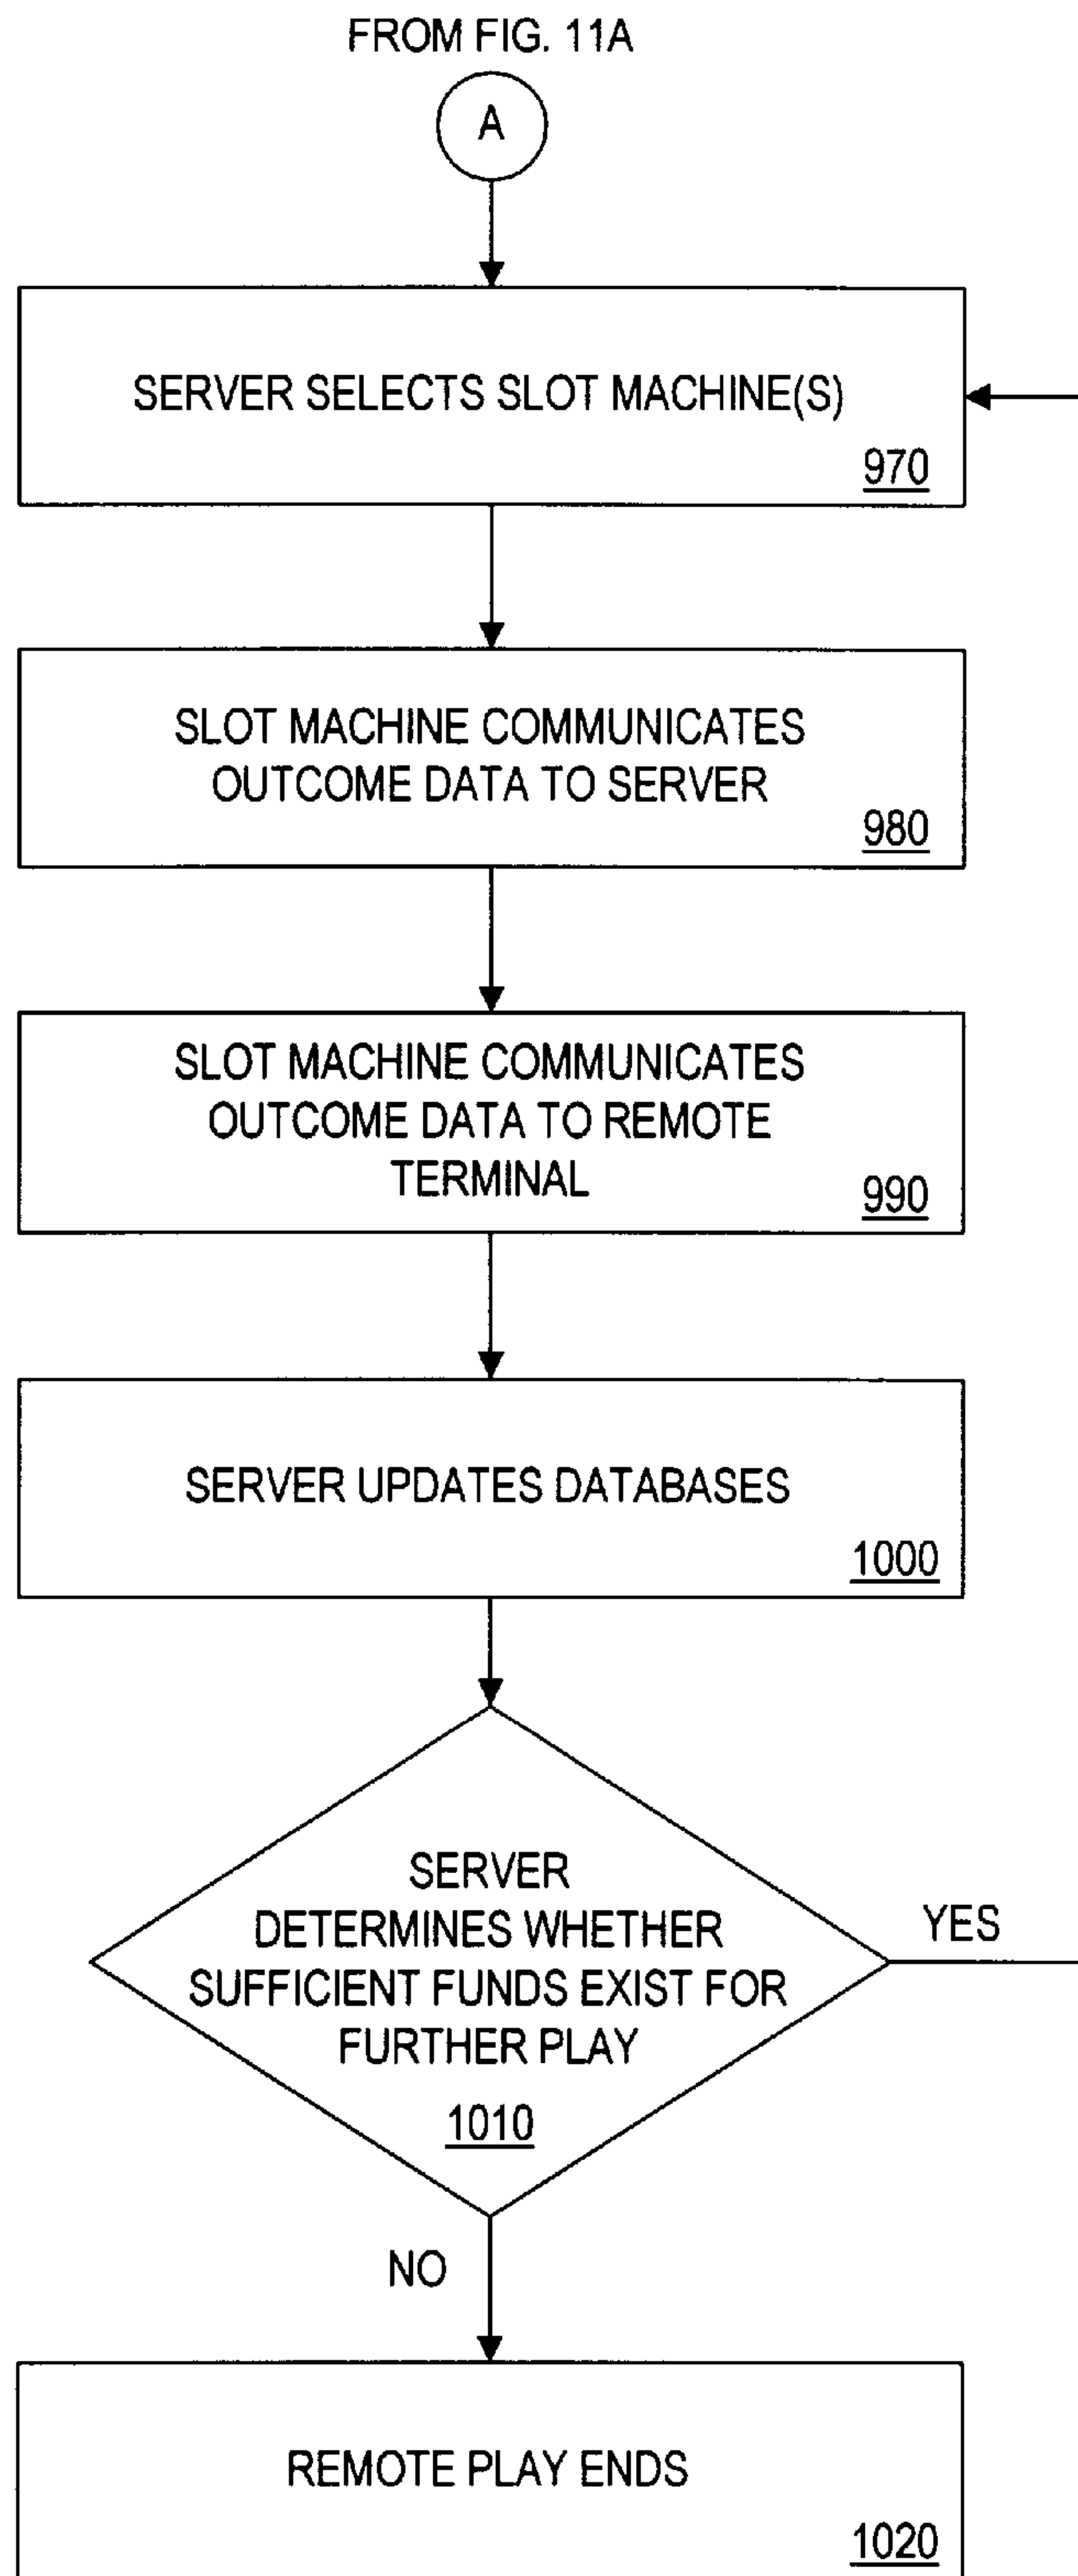 FROM FIG. 11A
A
SERVER SELECTS SLOT MACHINE(S)
970
SLOT MACHINE COMMUNICATES
OUTCOME DATA TO SERVER
980
SLOT MACHINE COMMUNICATES
OUTCOME DATA TO REMOTE
TERMINAL
990
SERVER UPDATES DATABASES
1000
SERVER
DETERMINES WHETHER
SUFFICIENT FUNDS EXIST FOR
FURTHER PLAY
1010
YES
NO
REMOTE PLAY ENDS
1020